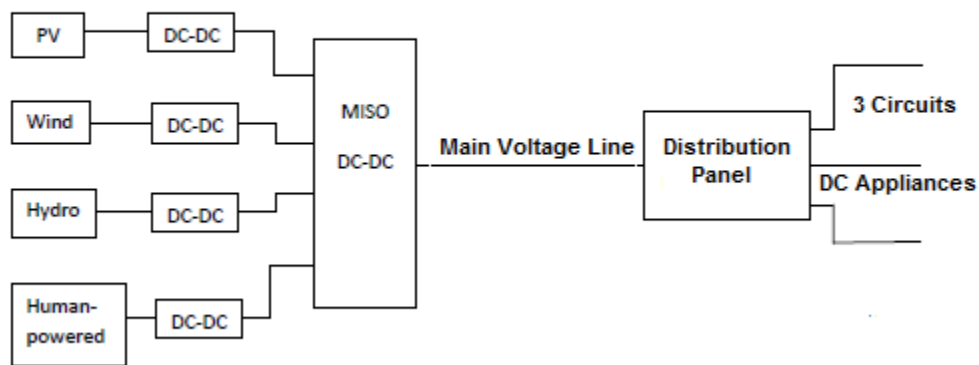 PV
DC-DC
Wind
DC-DC
Hydro
DC-DC
Human-
powered
DC-DC
MISO
DC-DC
Main Voltage Line
Distribution
Panel
3 Circuits
DC Appliances